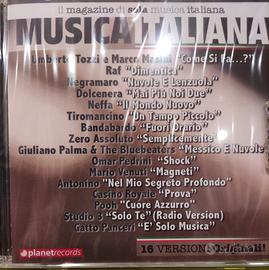 il magazine di sola musica italiana
MUSICA ITALIANA
Umberto Tozzi e Marco Masini "Come Si Fa...?"
Raf "Dimentica"
Negramaro "Nuvole E Lenzuola"
Dolcenera "Mai Più Noi Due"
Neffa "Il Mondo Nuovo"
Tiromancino "Un Tempo Piccolo"
Bandabardo "Fuori Orario"
Zero Assoluto "Semplicemente"
Giuliano Palma & The Bluebeaters "Messico E Nuvole"
Omar Pedrini "Shock"
Mario Venuti "Magneti"
Antonino "Nel Mio Segreto Profondo"
Casino Royale "Prova"
Pooh "Cuore Azzurro"
Studio 3 "Solo Te" (Radio Version)
Gatto Panceri "E' Solo Musica"
planetrecords
16 VERSIONI Originali!